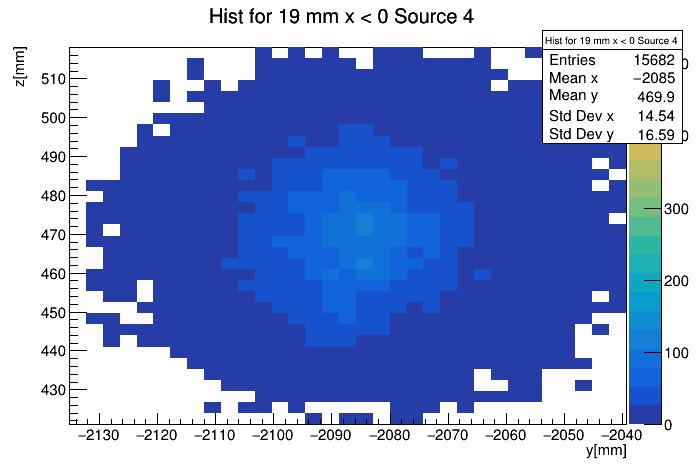 Hist for 19 mm x < 0 Source 4
z[mm]
Hist for 19 mm x < 0 Source 4
Entries 15682
Mean x −2085
Mean y 469.9
Std Dev x 14.54
Std Dev y 16.59
510
500
490
480
470
460
450
440
430
300
200
100
0
−2130 −2120 −2110 −2100 −2090 −2080 −2070 −2060 −2050 −2040
y[mm]